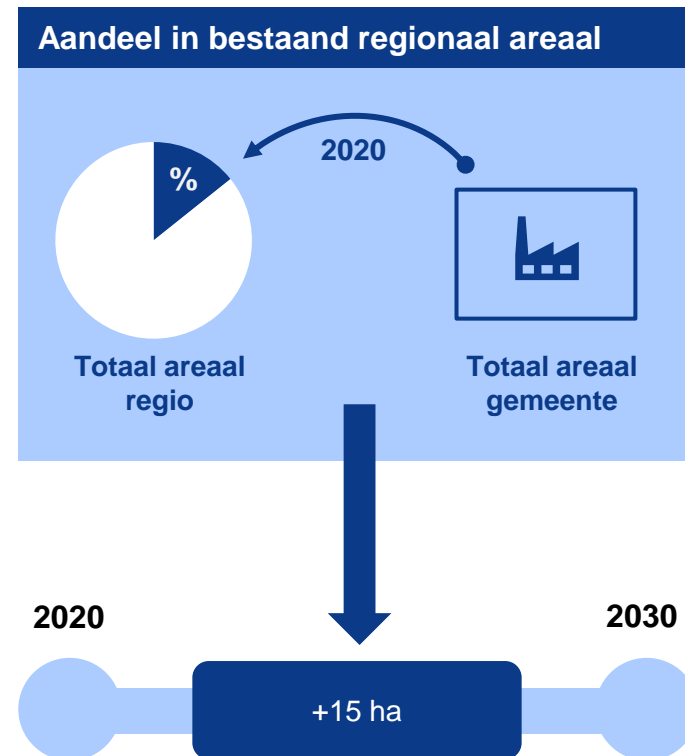 Aandeel in bestaand regionaal areaal
2020
%
Totaal areaal
regio
Totaal areaal
gemeente
2020
2030
+15 ha